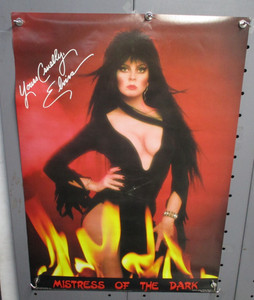 Yours Cruelly,
Elvira
MISTRESS OF THE DARK